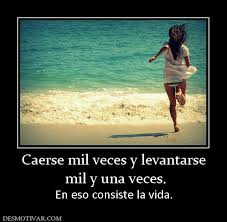 Caerse mil veces y levantarse
mil y una veces.
En eso consiste la vida.
DESMOTIVAR.COM